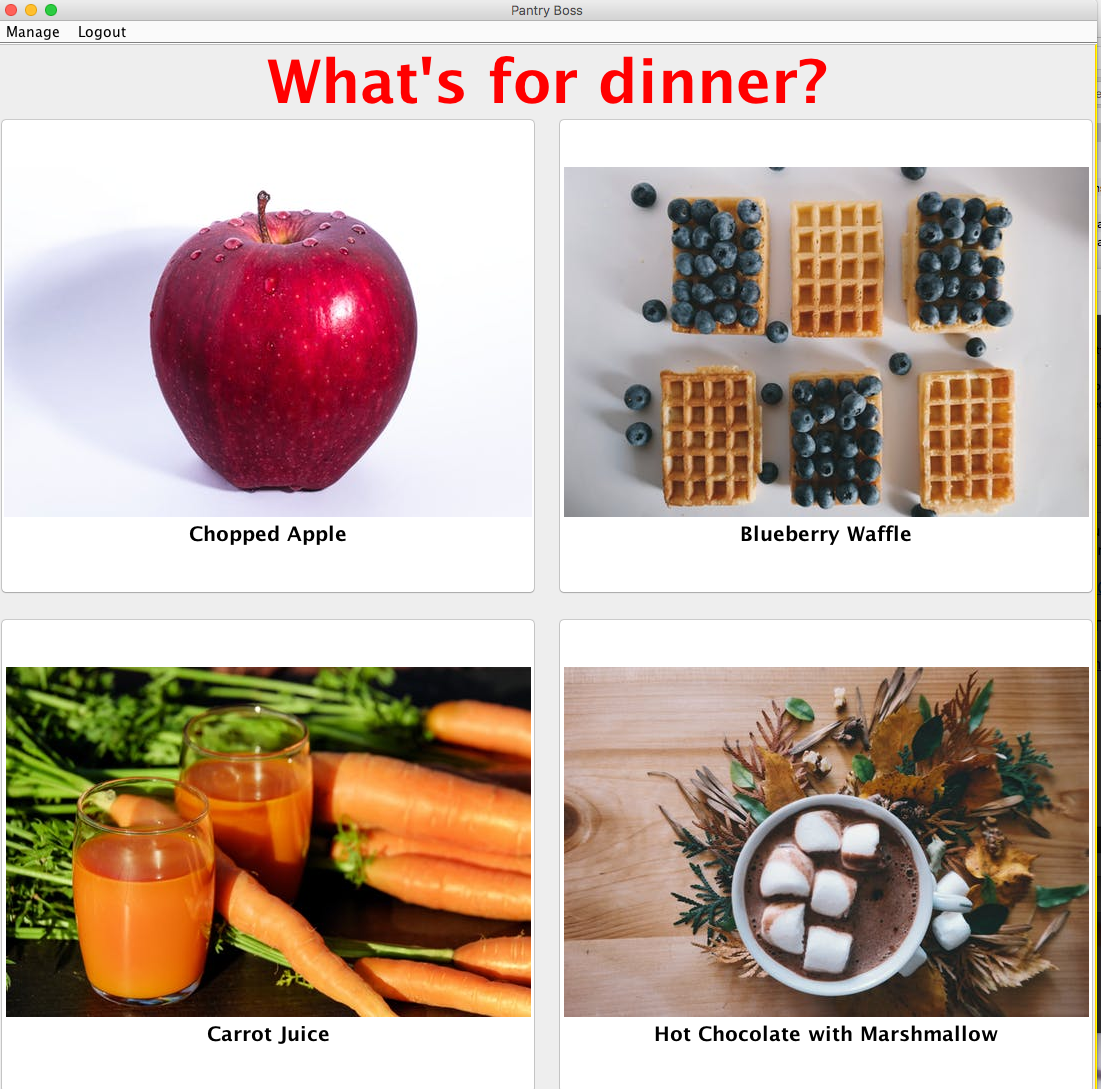 Pantry Boss
Manage Logout
What's for dinner?
Chopped Apple
Blueberry Waffle
Carrot Juice
Hot Chocolate with Marshmallow